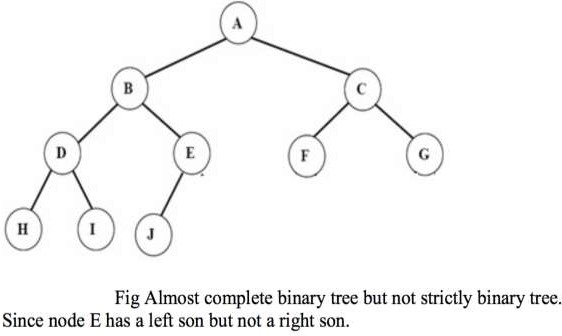 A
B
C
D
E
F
G
H
I
J
Fig Almost complete binary tree but not strictly binary tree.
Since node E has a left son but not a right son.